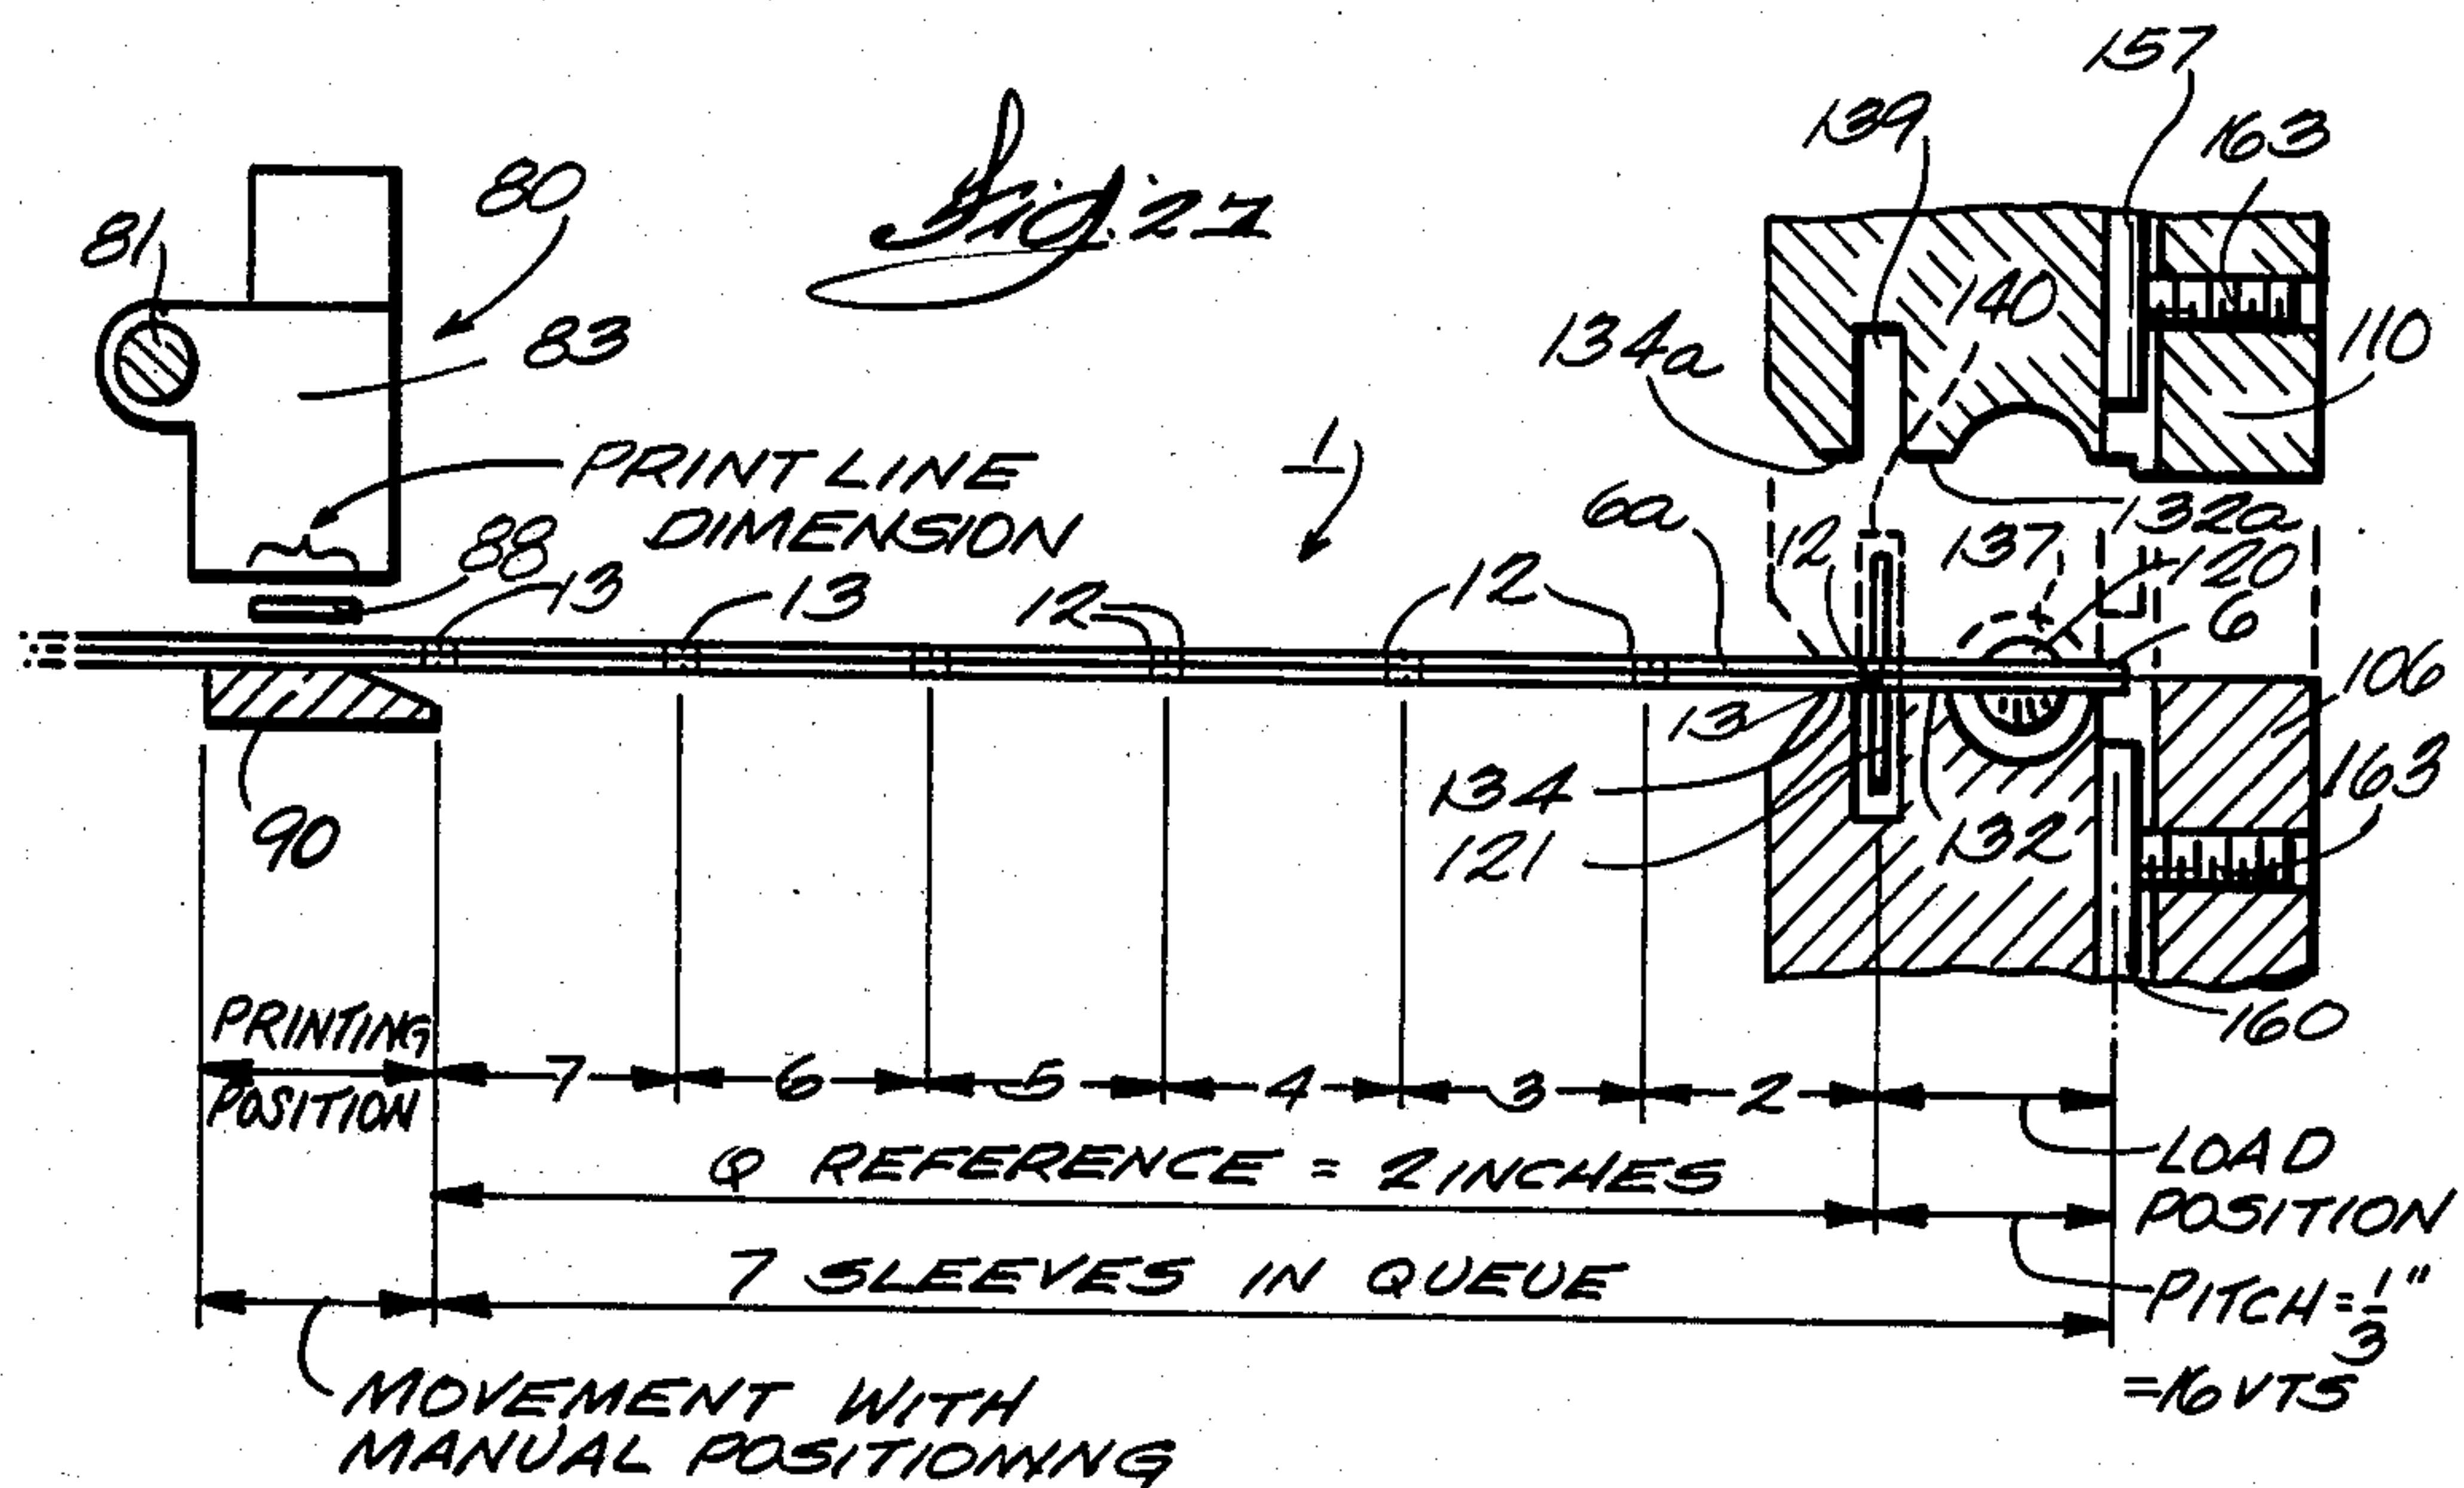 157
139
163
Fig. 27
80
81
140
110
83
134a
PRINT LINE
DIMENSION
1
88
6a
12
137
132a
120
13
13
12
12
6
106
13
134
121
132
163
90
160
PRINTING
POSITION
7
6
5
4
3
2
LOAD
POSITION
Q REFERENCE = 2 INCHES
7 SLEEVES IN QUEUE
PITCH = 1/3"
= 16 VTS
MOVEMENT WITH
MANUAL POSITIONING